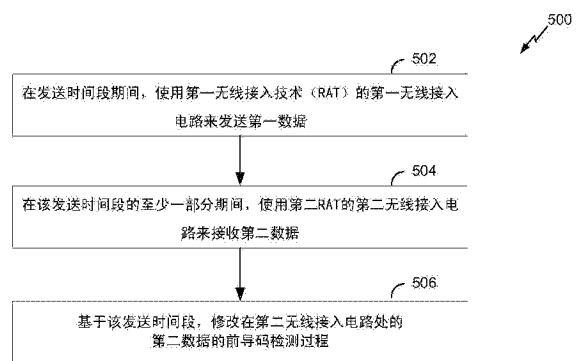 500
502
在发送时间段期间，使用第一无线接入技术（RAT）的第一无线接入
电路来发送第一数据
504
在该发送时间段的至少一部分期间，使用第二RAT的第二无线接入电
路来接收第二数据
506
基于该发送时间段，修改在第二无线接入电路处的
第二数据的前导码检测过程